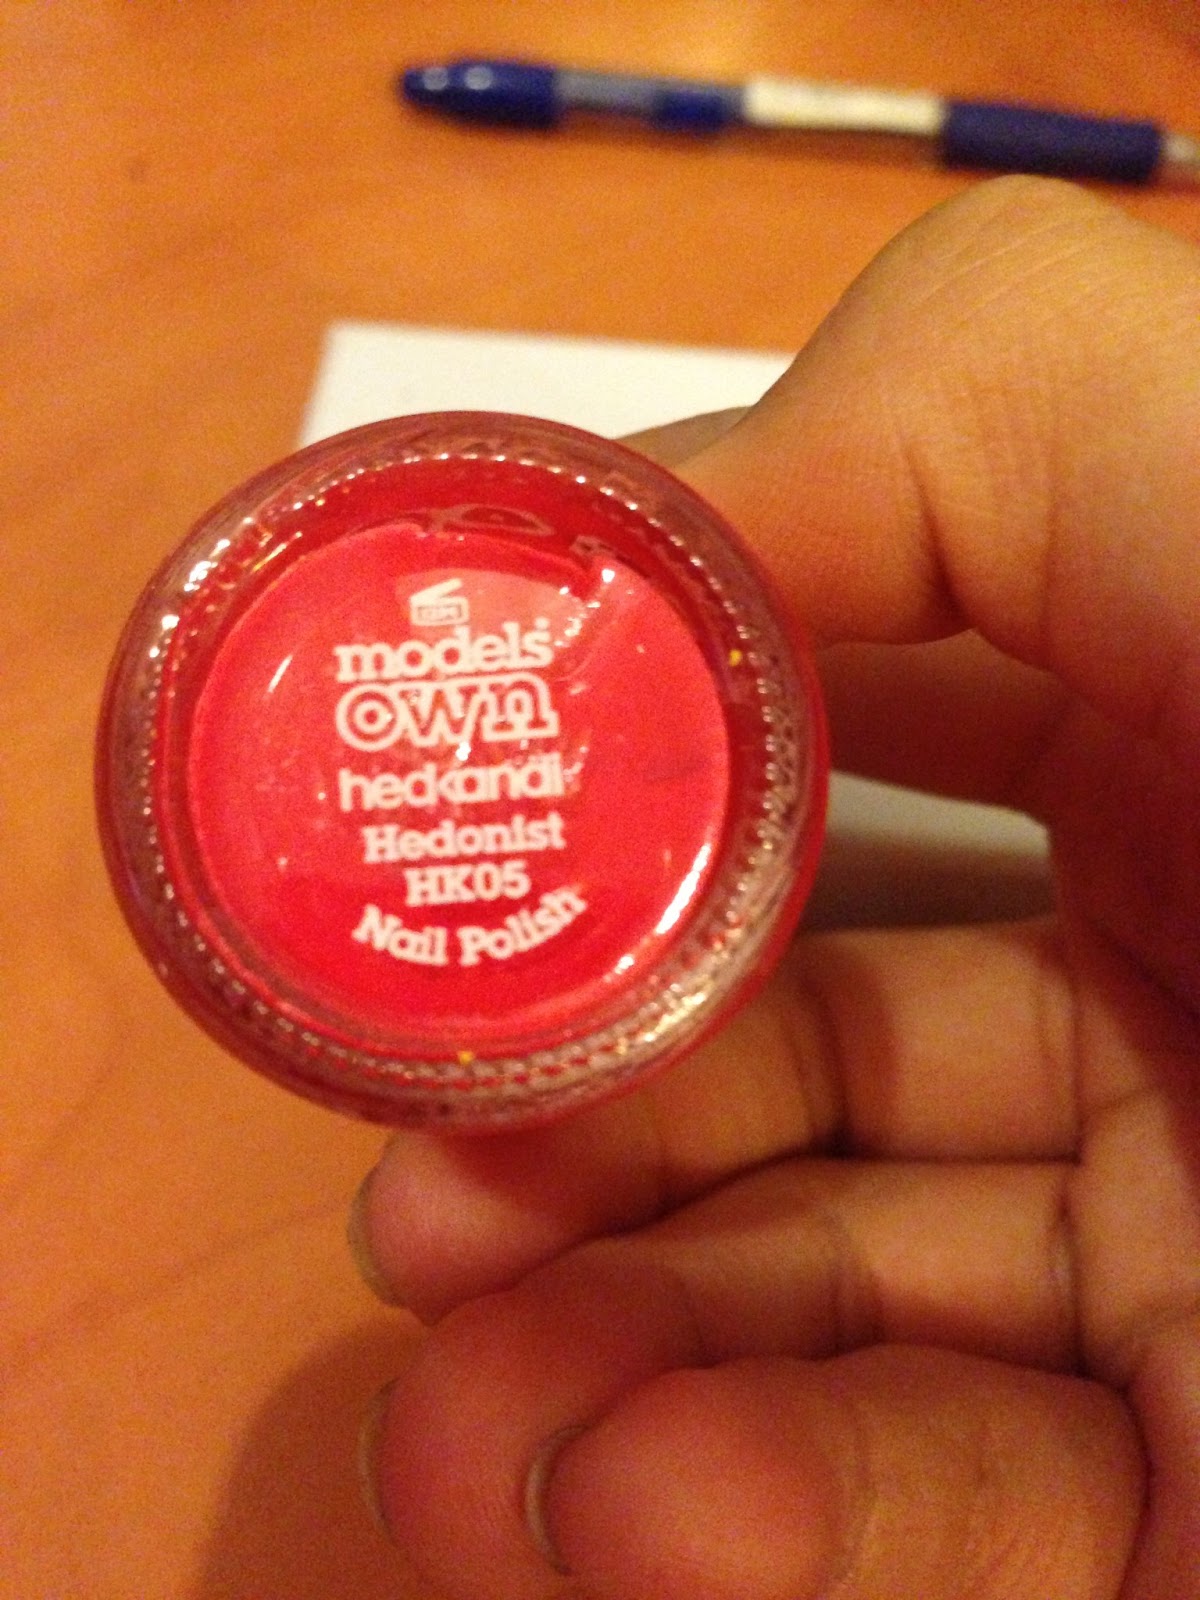 models
own
hedkandi
Hedonist
HK05
Nail Polish